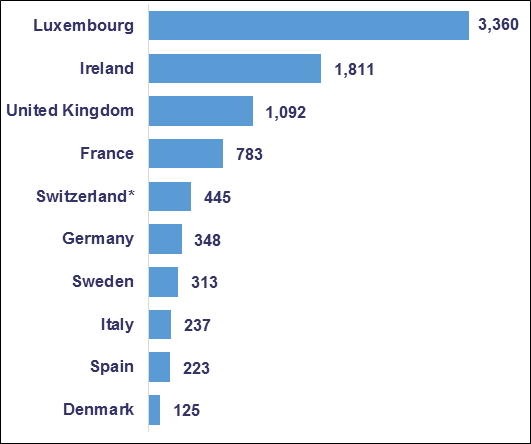 Luxembourg 3,360
Ireland 1,811
United Kingdom 1,092
France 783
Switzerland* 445
Germany 348
Sweden 313
Italy 237
Spain 223
Denmark 125